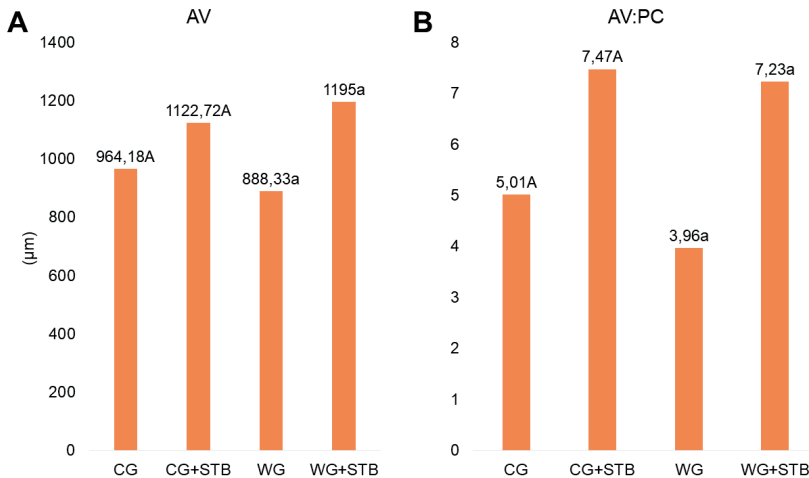 A
AV
1400
1200
1000
800
600
400
200
0
(µm)
964,18A
1122,72A
888,33a
1195a
CG
CG+STB
WG
WG+STB
B
AV:PC
8
7
6
5
4
3
2
1
0
5,01A
7,47A
3,96a
7,23a
CG
CG+STB
WG
WG+STB